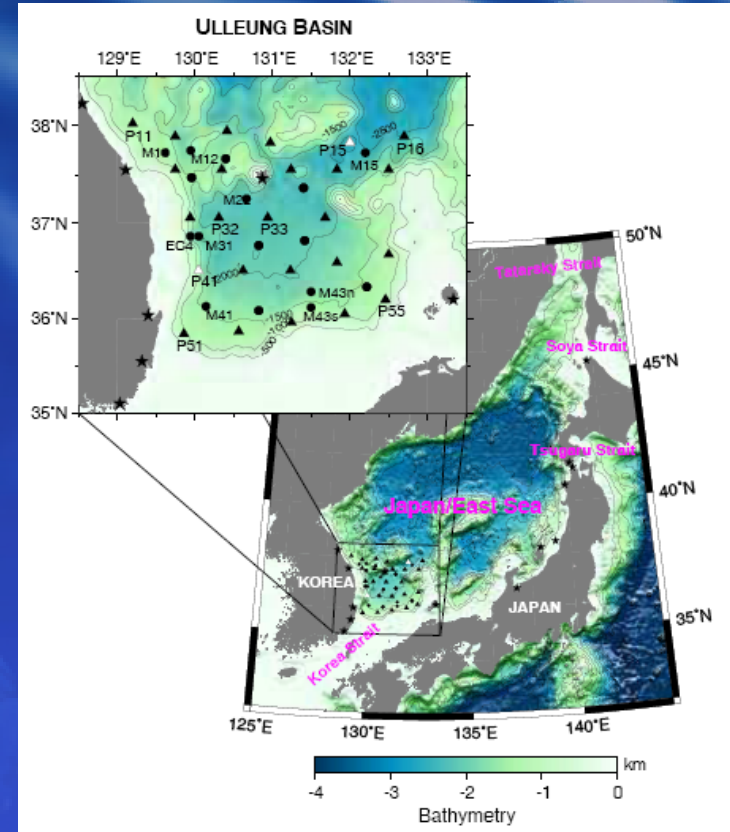 ULLEUNG BASIN
129°E 130°E 131°E 132°E 133°E
38°N
37°N
36°N
35°N
P11
M1
M12
-1500
P15
-2500
M15
P16
M22
P32
P33
EC4
M31
P41
-2000
M41
M43n
-1500
M43s
P55
-500
P51
50°N
Tatarsky Strait
Soya Strait
45°N
Tsugaru Strait
40°N
Japan/East Sea
KOREA
JAPAN
35°N
Korea Strait
125°E
130°E
135°E
140°E
km
-4 -3 -2 -1 0
Bathymetry